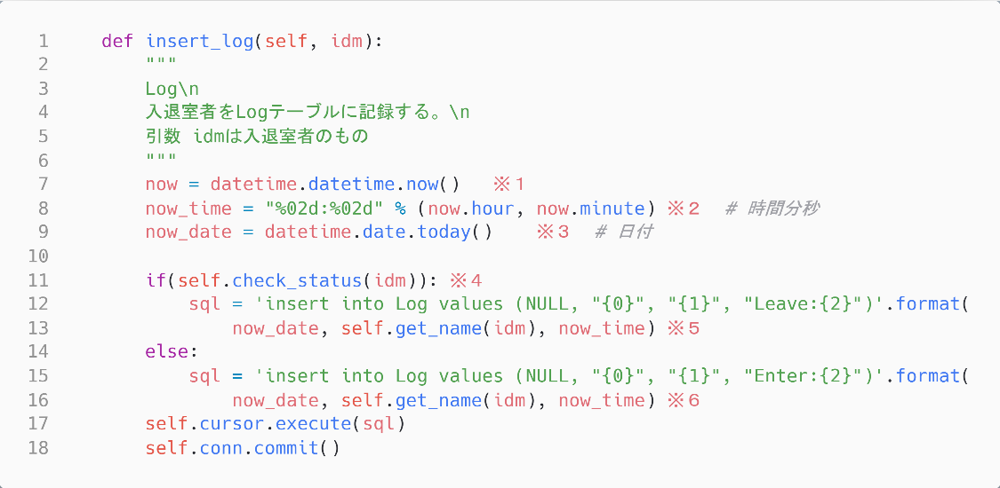 1 def insert_log(self, idm):
2 """
3 Log\n
4 入退室者をLogテーブルに記録する。\n
5 引数 idmは入退室者のもの
6 """
7 now = datetime.datetime.now() ※1
8 now_time = "%02d:%02d" % (now.hour, now.minute) ※2 # 時間分秒
9 now_date = datetime.date.today() ※3 # 日付
10
11 if(self.check_status(idm)): ※4
12 sql = 'insert into Log values (NULL, "{0}", "{1}", "Leave:{2}")'.format(
13 now_date, self.get_name(idm), now_time) ※5
14 else:
15 sql = 'insert into Log values (NULL, "{0}", "{1}", "Enter:{2}")'.format(
16 now_date, self.get_name(idm), now_time) ※6
17 self.cursor.execute(sql)
18 self.conn.commit()